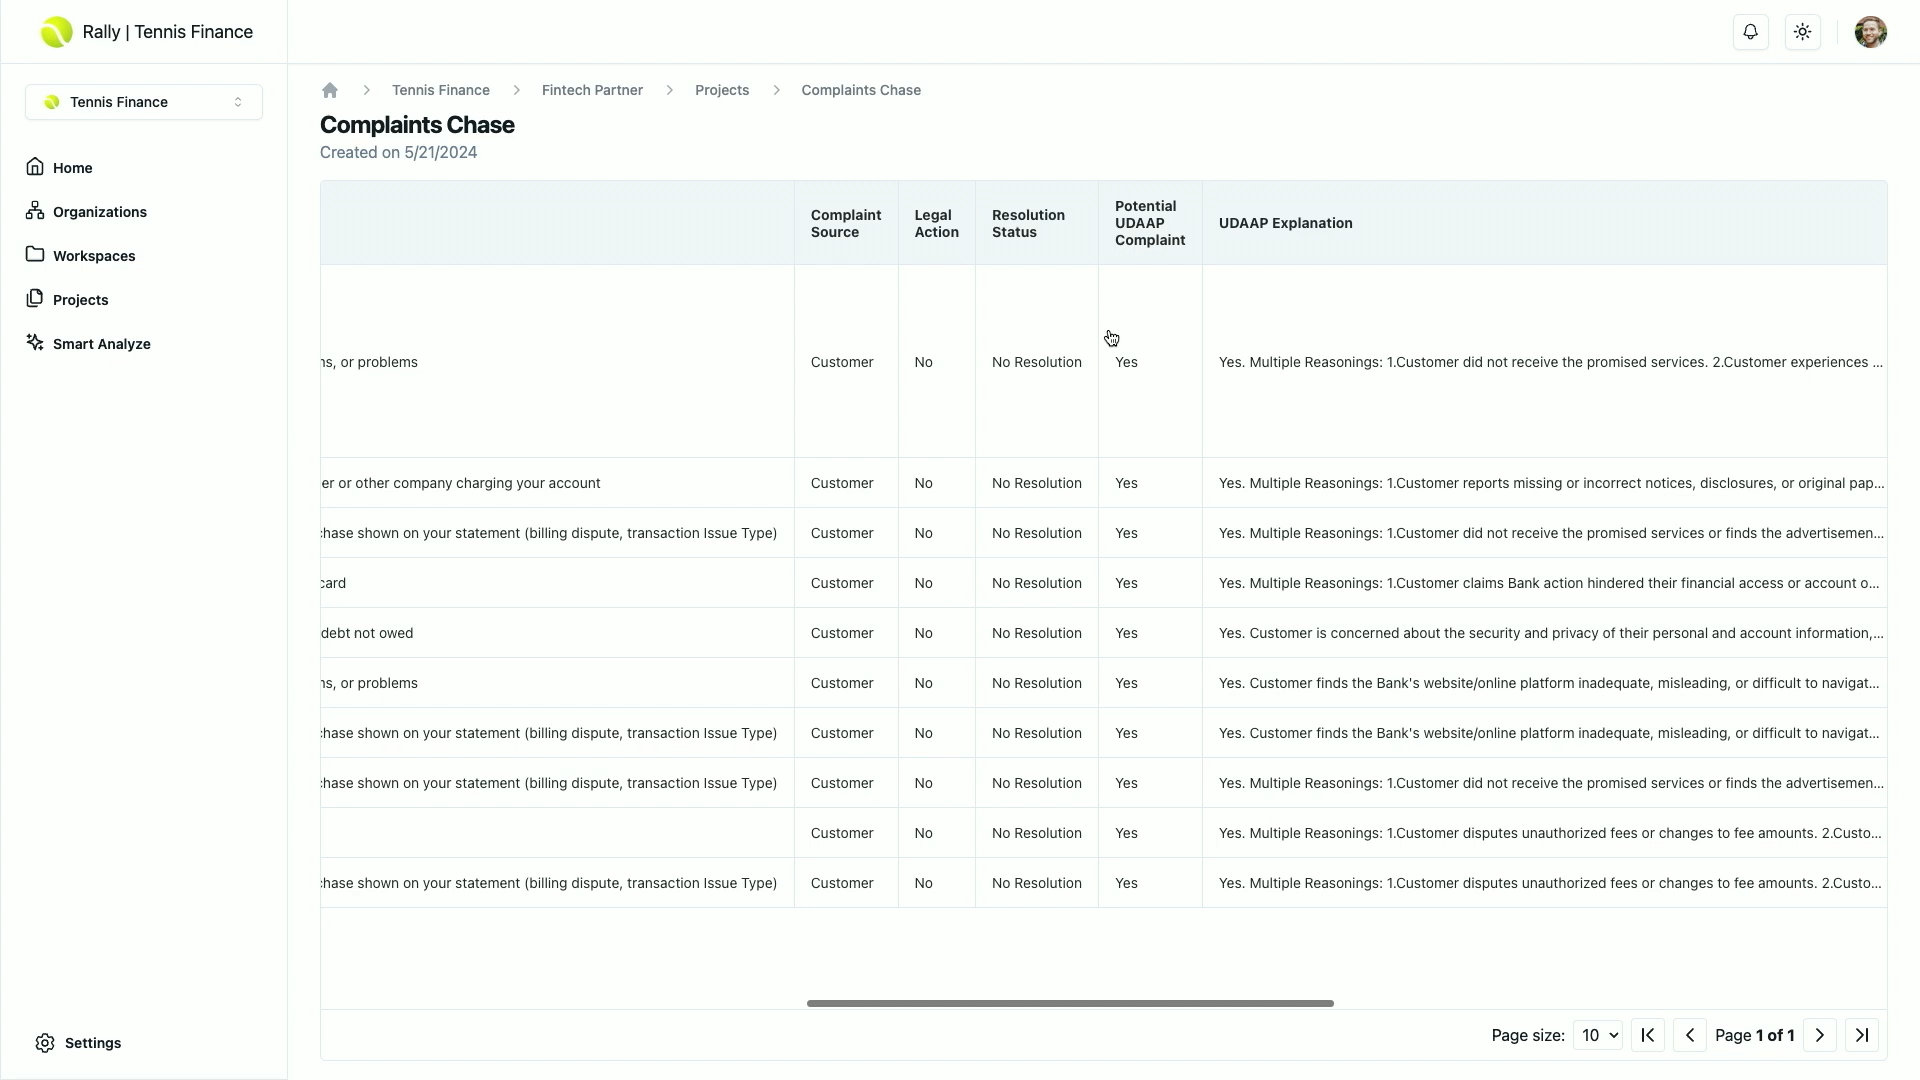 Rally | Tennis Finance
Tennis Finance
Home
Organizations
Workspaces
Projects
Smart Analyze
Settings
Tennis Finance
Fintech Partner
Projects
Complaints Chase
Complaints Chase
Created on 5/21/2024
Complaint Source
Legal Action
Resolution Status
Potential UDAAP Complaint
UDAAP Explanation
ns, or problems Customer No No Resolution Yes Yes. Multiple Reasonings: 1.Customer did not receive the promised services. 2.Customer experiences ...
er or other company charging your account Customer No No Resolution Yes Yes. Multiple Reasonings: 1.Customer reports missing or incorrect notices, disclosures, or original pap...
chase shown on your statement (billing dispute, transaction Issue Type) Customer No No Resolution Yes Yes. Multiple Reasonings: 1.Customer did not receive the promised services or finds the advertisemen...
card Customer No No Resolution Yes Yes. Multiple Reasonings: 1.Customer claims Bank action hindered their financial access or account o...
debt not owed Customer No No Resolution Yes Yes. Customer is concerned about the security and privacy of their personal and account information,...
ns, or problems Customer No No Resolution Yes Yes. Customer finds the Bank's website/online platform inadequate, misleading, or difficult to navigat...
chase shown on your statement (billing dispute, transaction Issue Type) Customer No No Resolution Yes Yes. Customer finds the Bank's website/online platform inadequate, misleading, or difficult to navigat...
chase shown on your statement (billing dispute, transaction Issue Type) Customer No No Resolution Yes Yes. Multiple Reasonings: 1.Customer did not receive the promised services or finds the advertisemen...
Customer No No Resolution Yes Yes. Multiple Reasonings: 1.Customer disputes unauthorized fees or changes to fee amounts. 2.Custo...
chase shown on your statement (billing dispute, transaction Issue Type) Customer No No Resolution Yes Yes. Multiple Reasonings: 1.Customer disputes unauthorized fees or changes to fee amounts. 2.Custo...
Page size: 10 Page 1 of 1